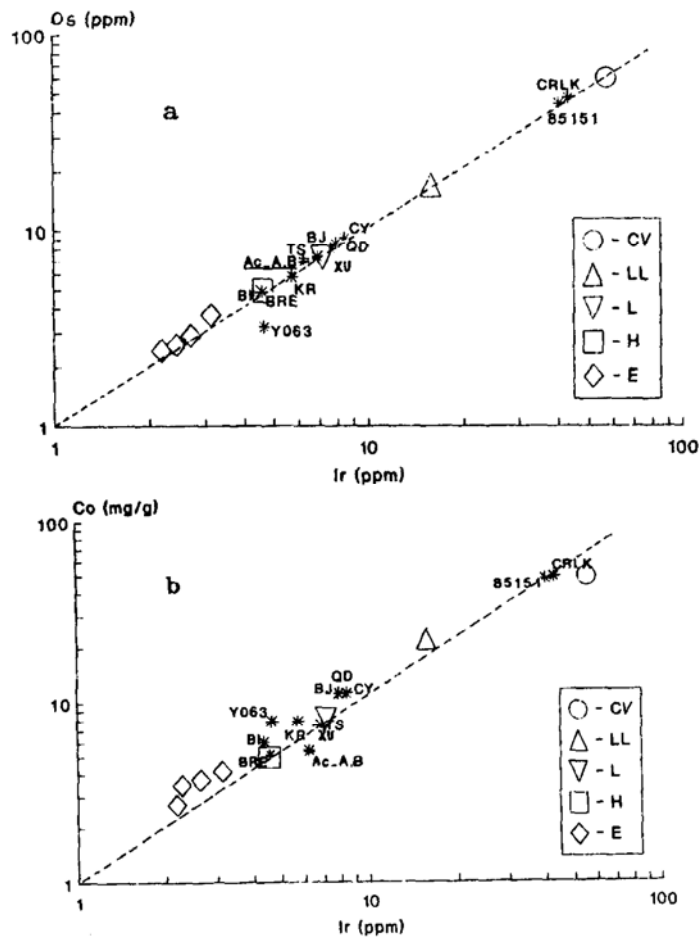 Os (ppm)
100
a
CRLK
85151
10
CY
BJ
QD
TS
XU
Ac_A,B
KR
BI
BRE
Y063
1
1
10
100
Ir (ppm)
○ - CV
△ - LL
▽ - L
□ - H
◇ - E
Co (mg/g)
100
b
CRLK
85151
QD
BJ
CY
10
Y063
KR
XU
TS
BI
BRE
Ac_A,B
1
1
10
100
Ir (ppm)
○ - CV
△ - LL
▽ - L
□ - H
◇ - E